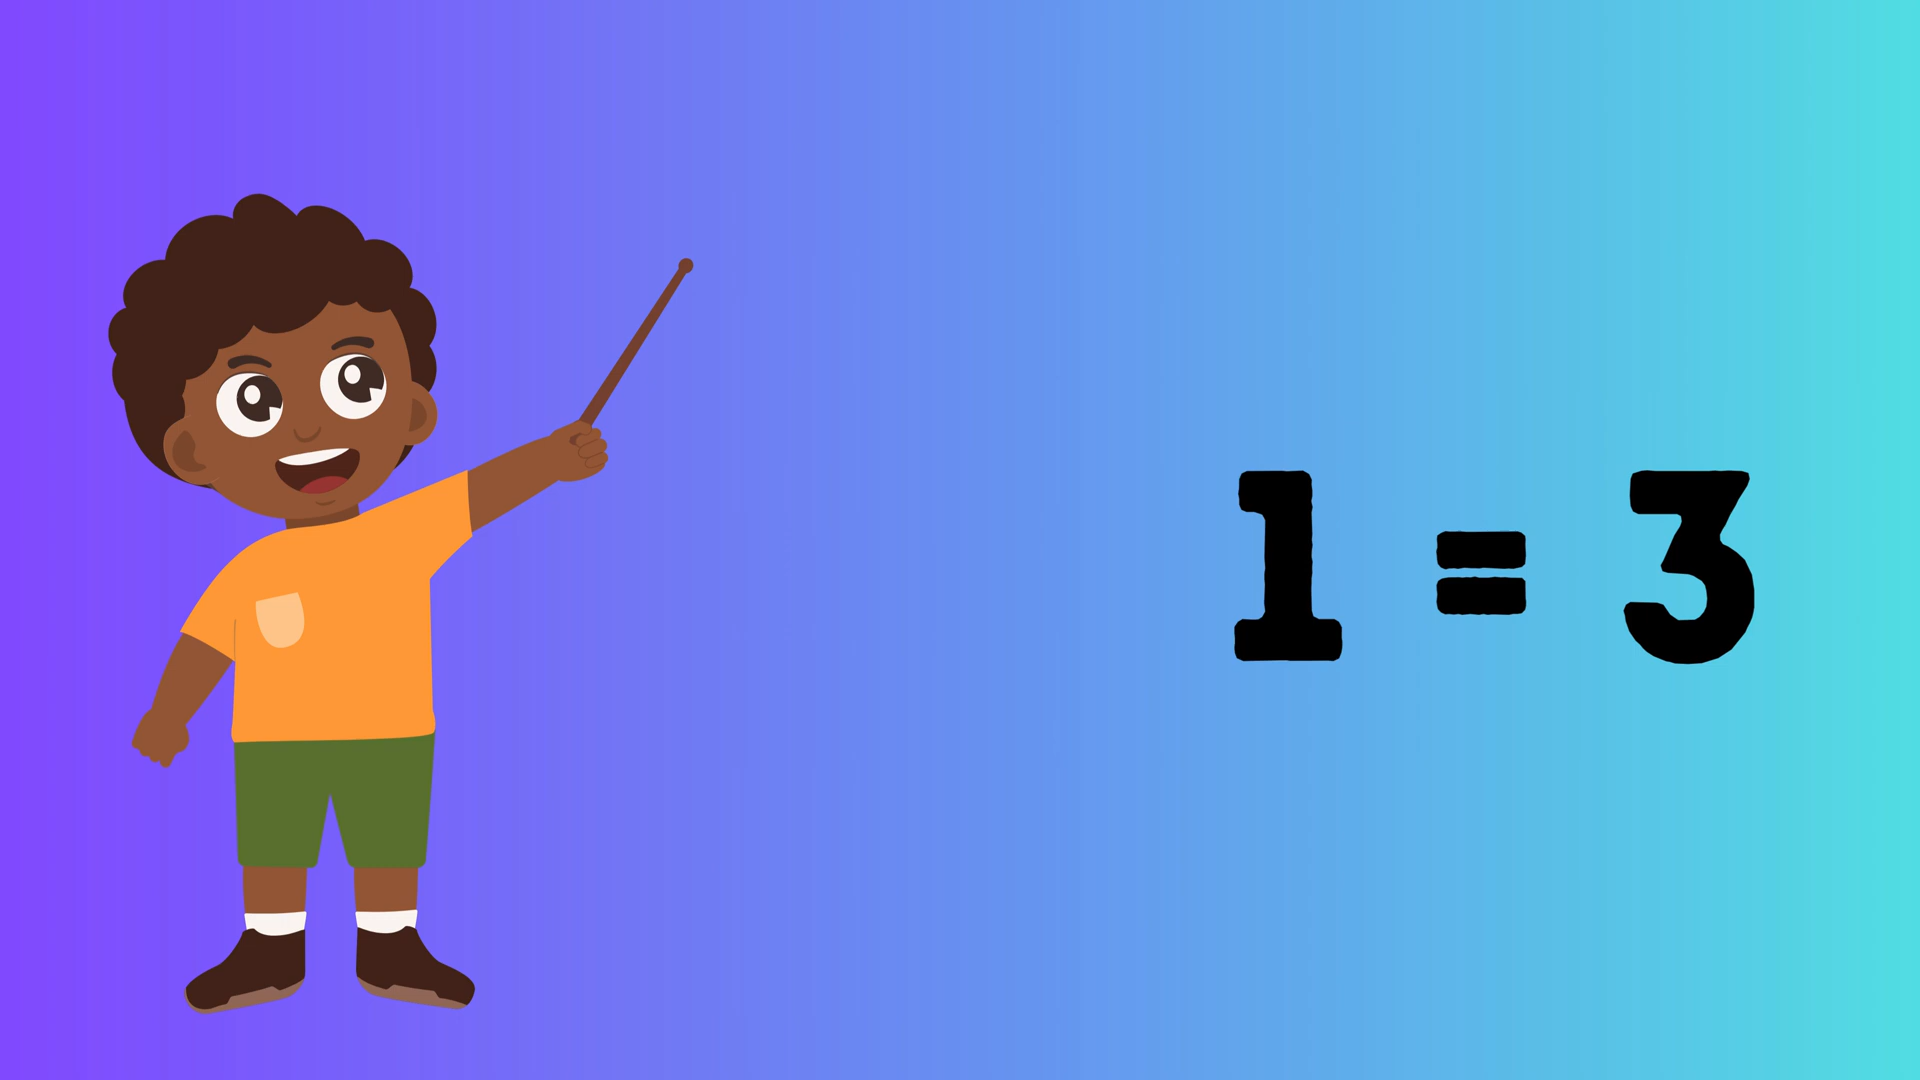 1 = 3